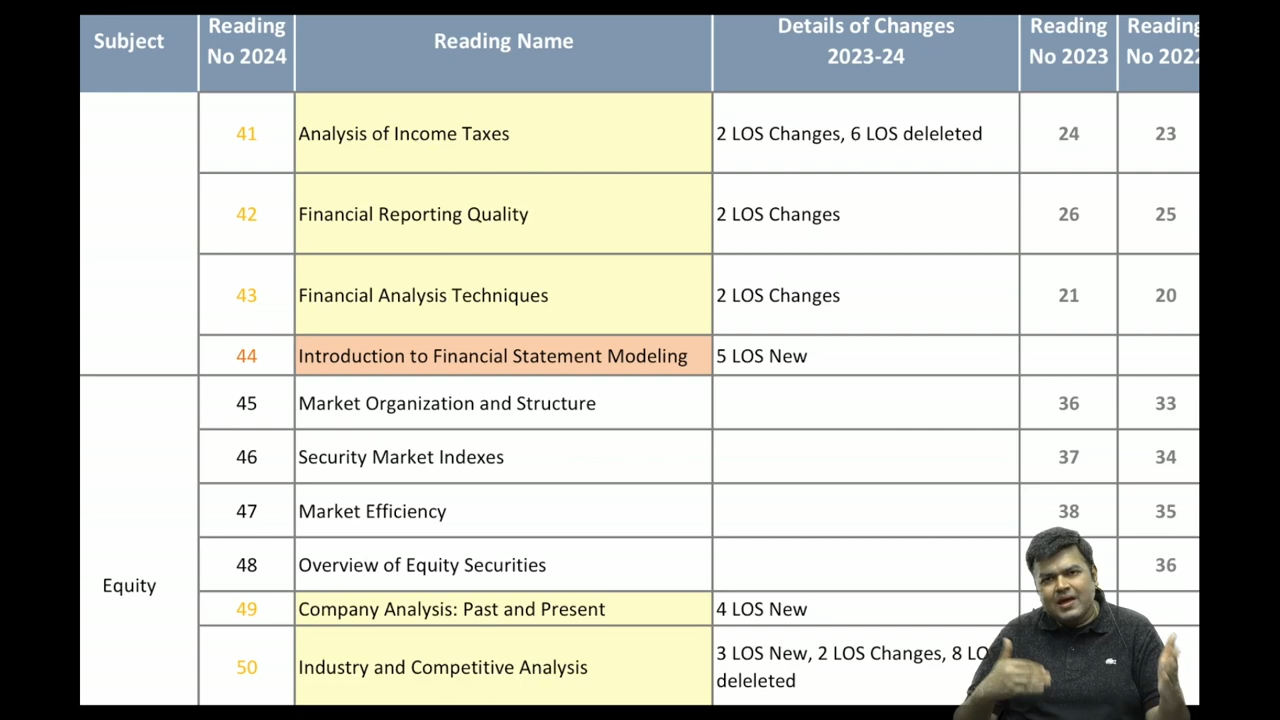 Subject Reading No 2024 Reading Name Details of Changes 2023-24 Reading No 2023 Reading No 2022
41 Analysis of Income Taxes 2 LOS Changes, 6 LOS deleleted 24 23
42 Financial Reporting Quality 2 LOS Changes 26 25
43 Financial Analysis Techniques 2 LOS Changes 21 20
44 Introduction to Financial Statement Modeling 5 LOS New
45 Market Organization and Structure 36 33
46 Security Market Indexes 37 34
47 Market Efficiency 38 35
Equity
48 Overview of Equity Securities 36
49 Company Analysis: Past and Present 4 LOS New
50 Industry and Competitive Analysis 3 LOS New, 2 LOS Changes, 8 
deleleted